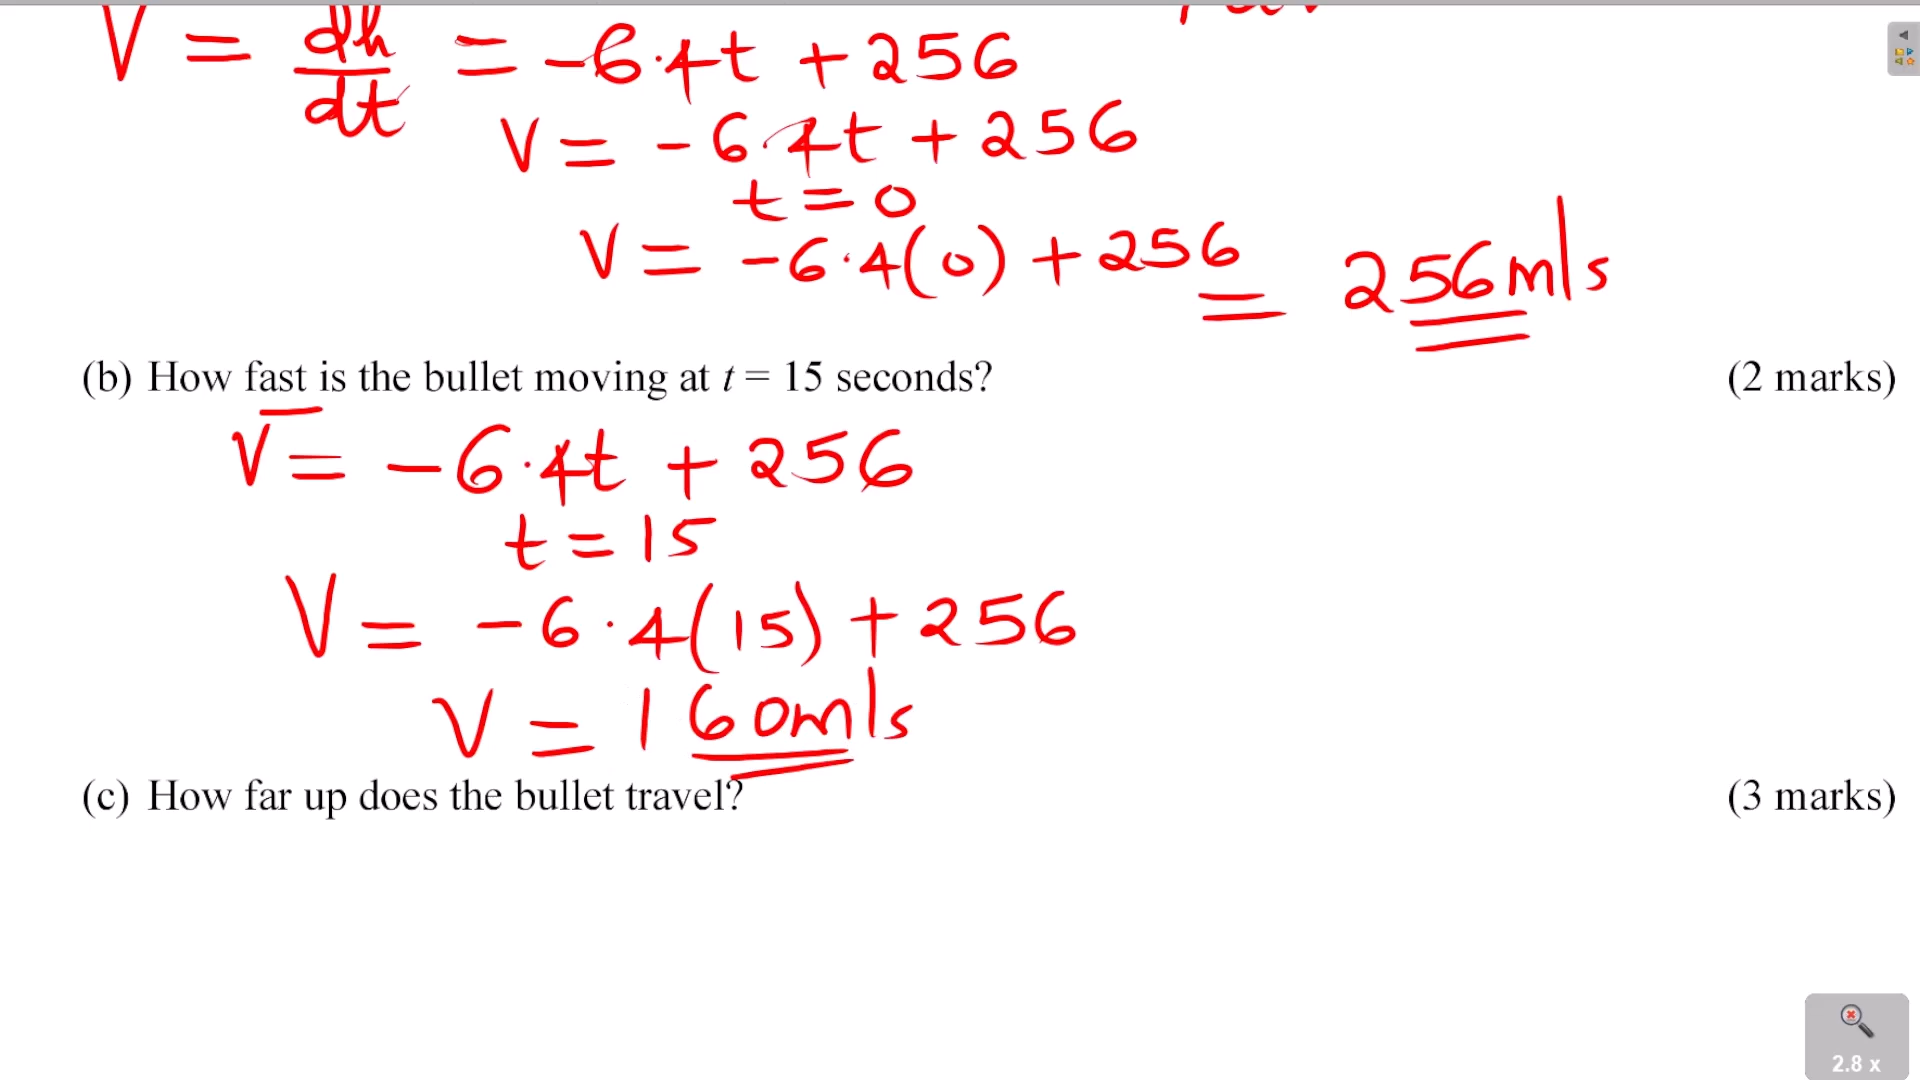 V = dh/dt = -6.4t + 256
V = -6.4t + 256
t = 0
V = -6.4(0) + 256 = 256m/s
(b) How fast is the bullet moving at t = 15 seconds? (2 marks)
V = -6.4t + 256
t = 15
V = -6.4(15) + 256
V = 160m/s
(c) How far up does the bullet travel? (3 marks)
2.8 x